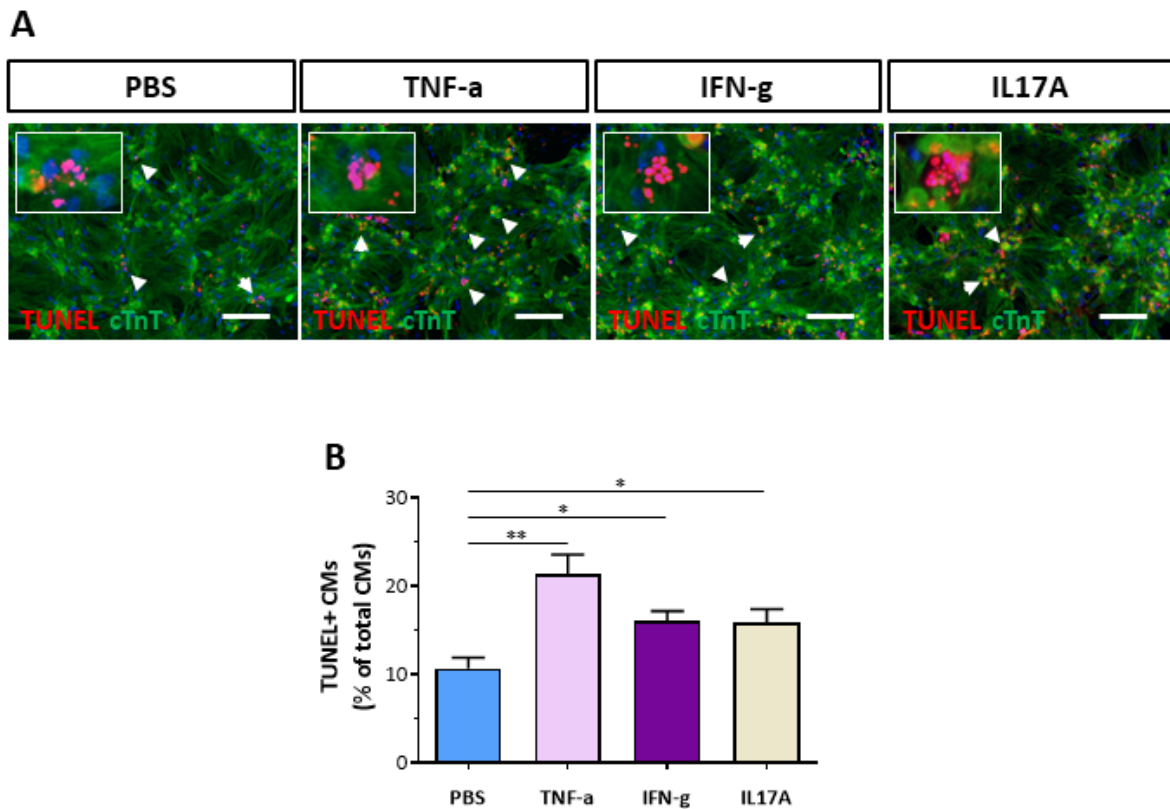 A
PBS TNF-a IFN-g IL17A
TUNEL cTnT TUNEL cTnT TUNEL cTnT TUNEL cTnT
B
*
*
**
30
20
10
0
TUNEL+ CMs
(% of total CMs)
PBS TNF-a IFN-g IL17A